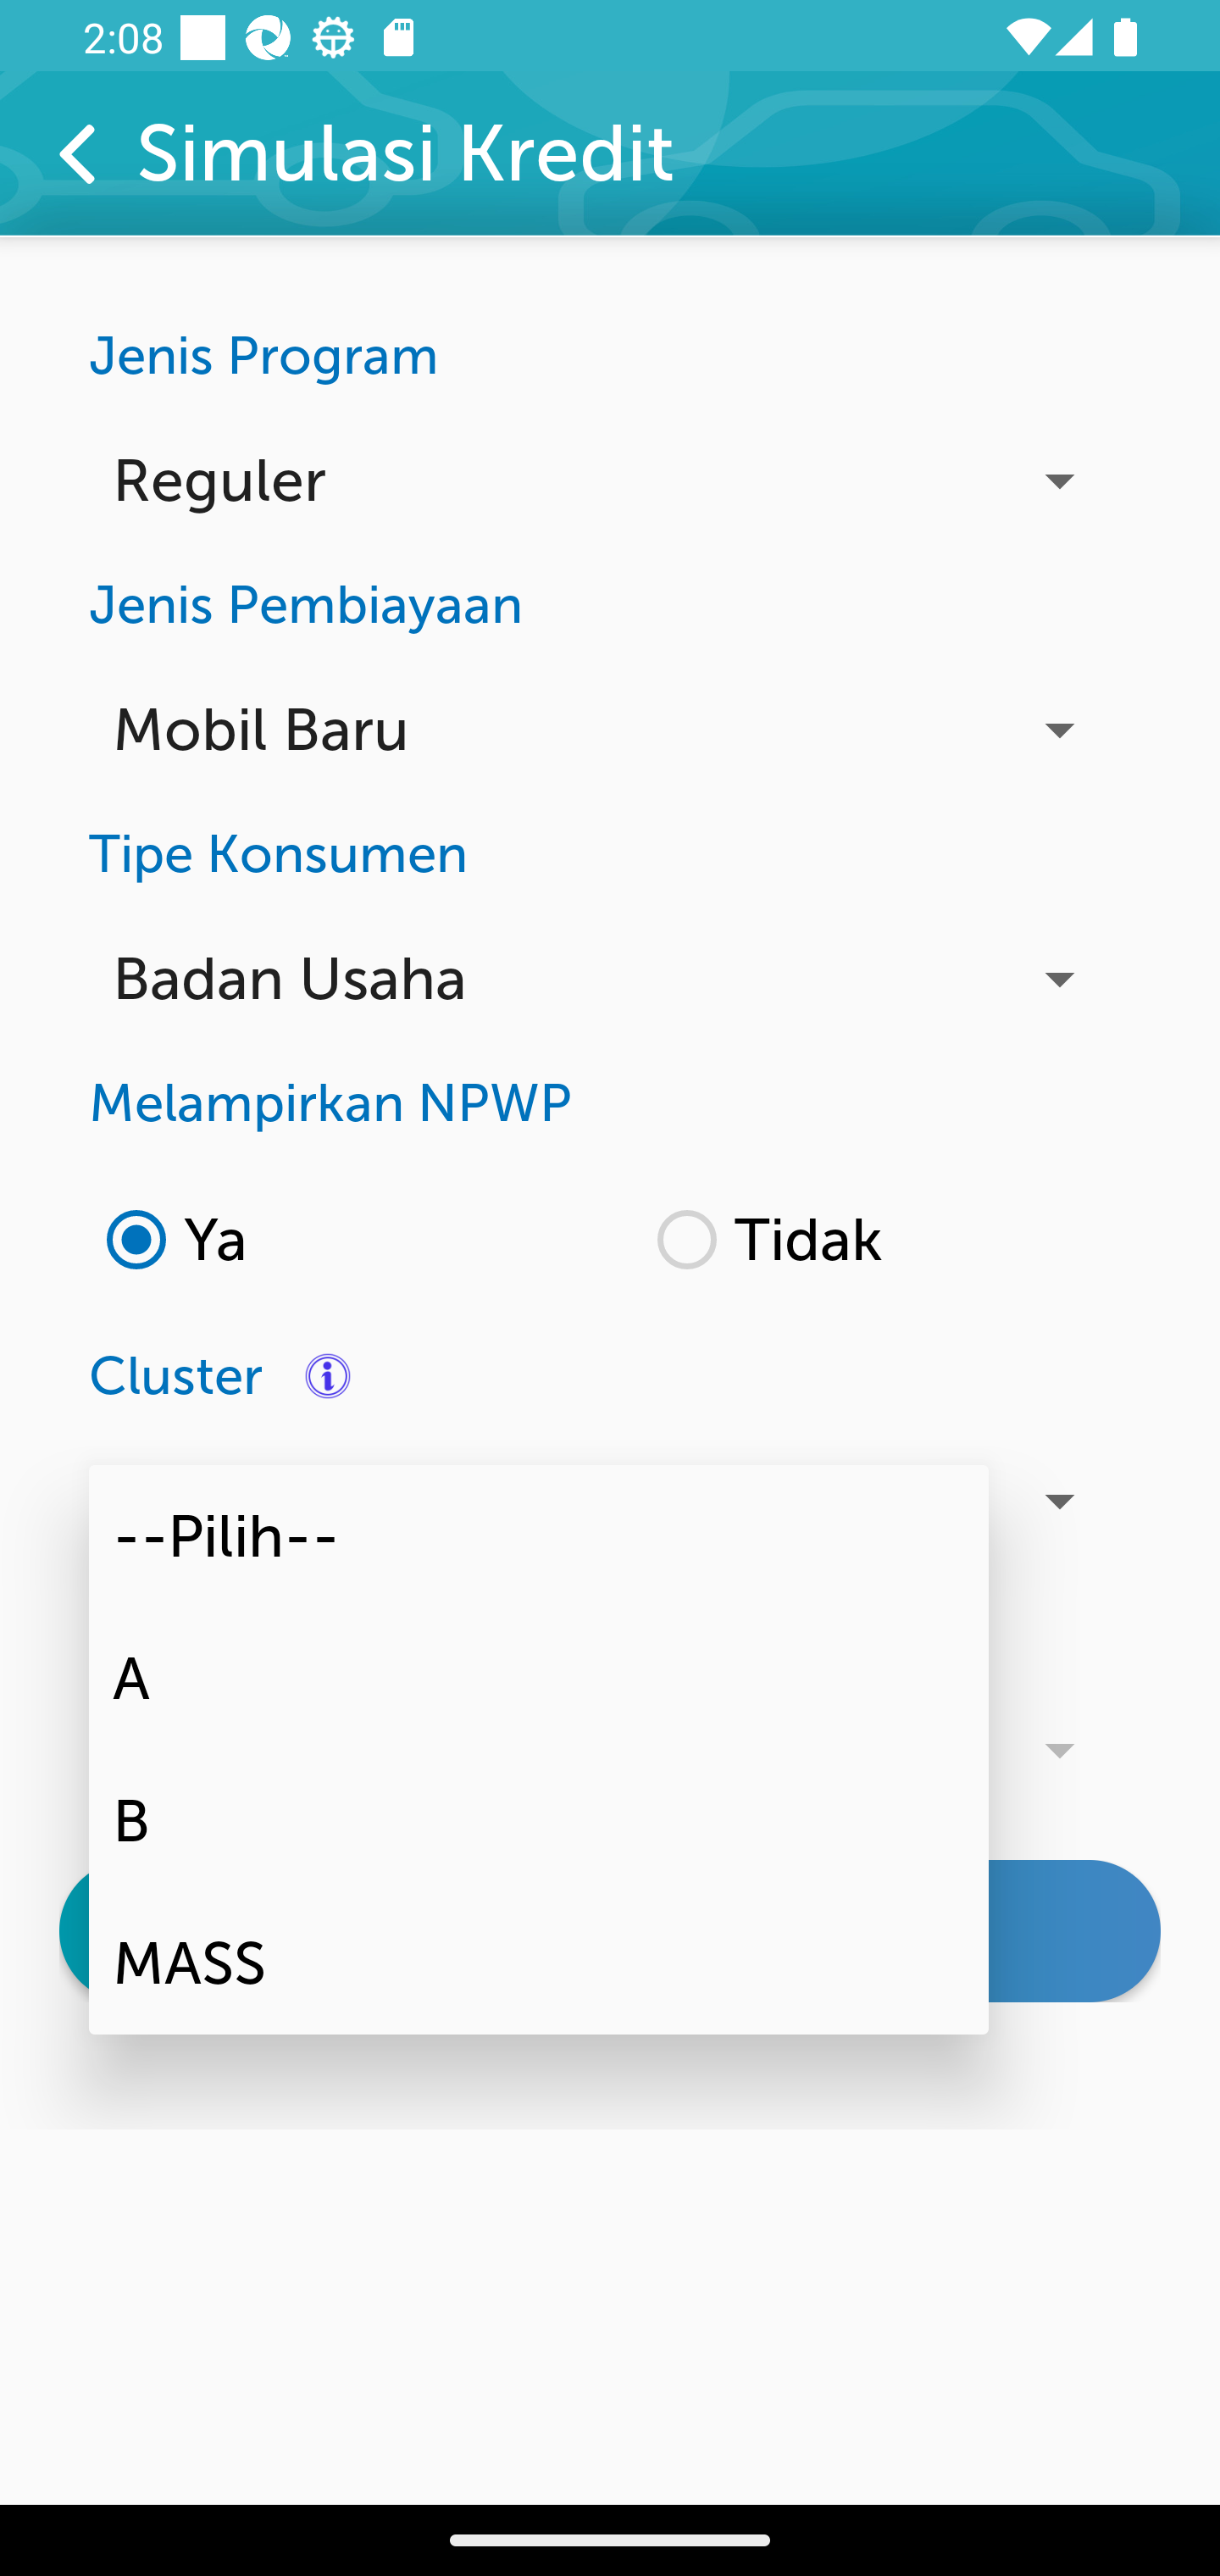 2:08
Simulasi Kredit
Jenis Program
Reguler
Jenis Pembiayaan
Mobil Baru
Tipe Konsumen
Badan Usaha
Melampirkan NPWP
Ya
Tidak
Cluster
--Pilih--
A
B
MASS